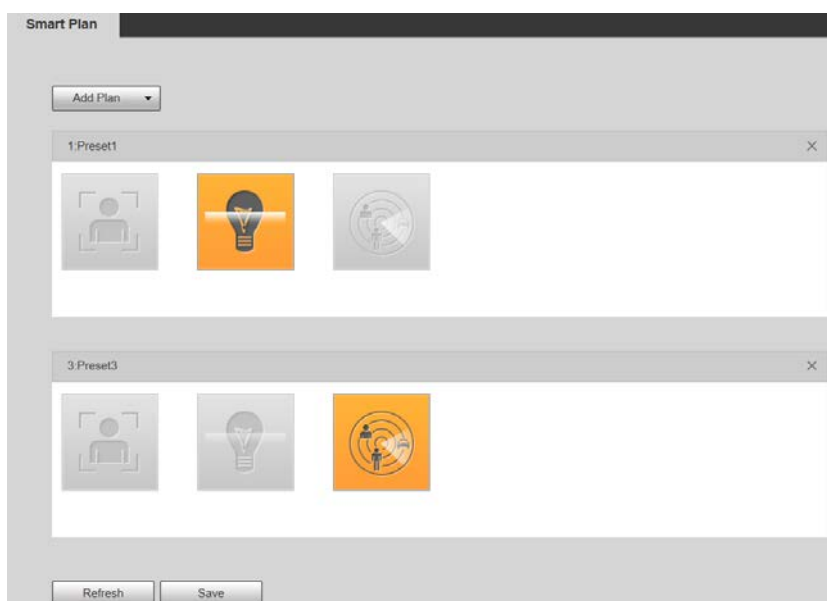 Smart Plan
Add Plan
1:Preset1
3:Preset3
Refresh
Save